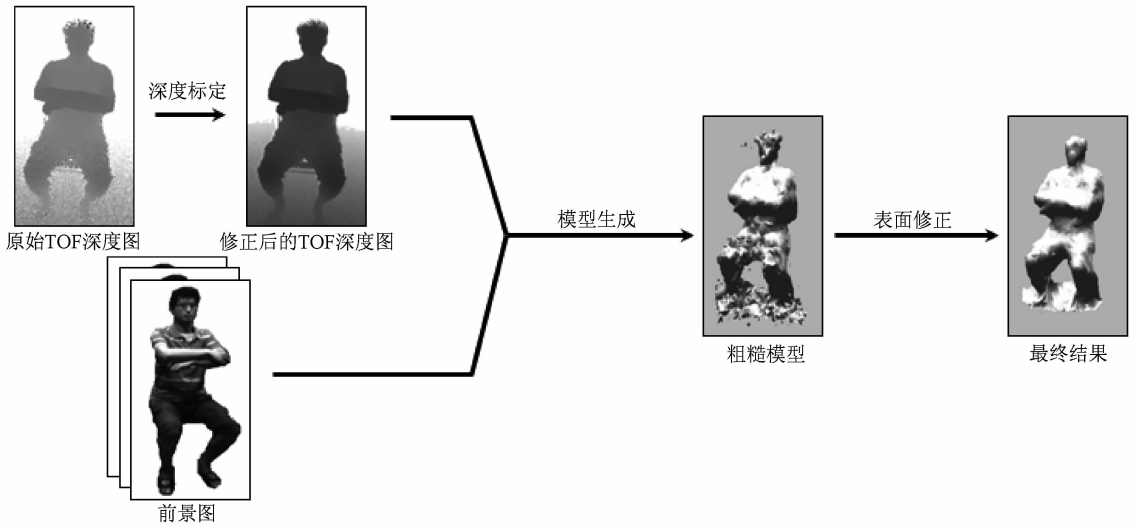 深度标定
原始TOF深度图
修正后的TOF深度图
前景图
模型生成
粗糙模型
表面修正
最终结果